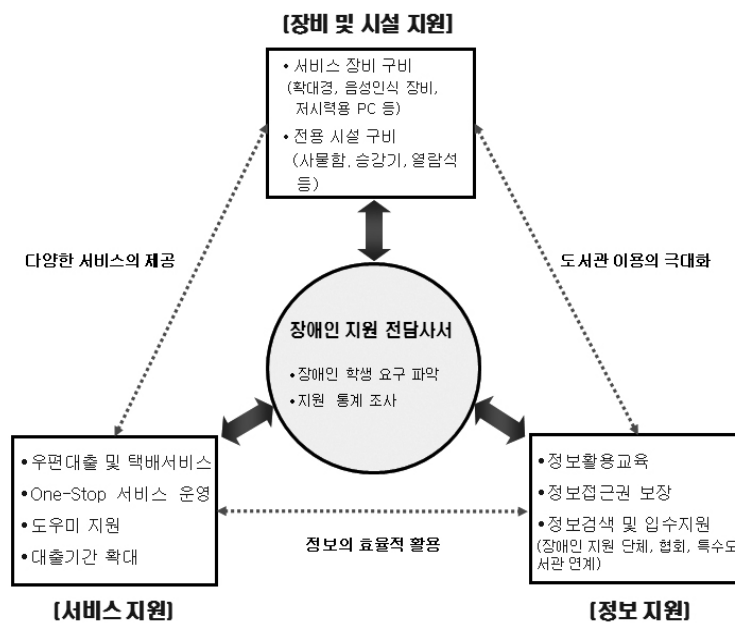 [장비 및 시설 지원]
• 서비스 장비 구비
(확대경, 음성인식 장비,
저시력용 PC 등)
• 전용 시설 구비
(사물함, 승강기, 열람석
등)
다양한 서비스의 제공
도서관 이용의 극대화
장애인 지원 전담사서
• 장애인 학생 요구 파악
• 지원 통계 조사
• 우편대출 및 택배서비스
• One-Stop 서비스 운영
• 도우미 지원
• 대출기간 확대
[서비스 지원]
정보의 효율적 활용
• 정보활용교육
• 정보접근권 보장
• 정보검색 및 입수지원
(장애인 지원 단체, 협회, 특수도
서관 연계)
[정보 지원]